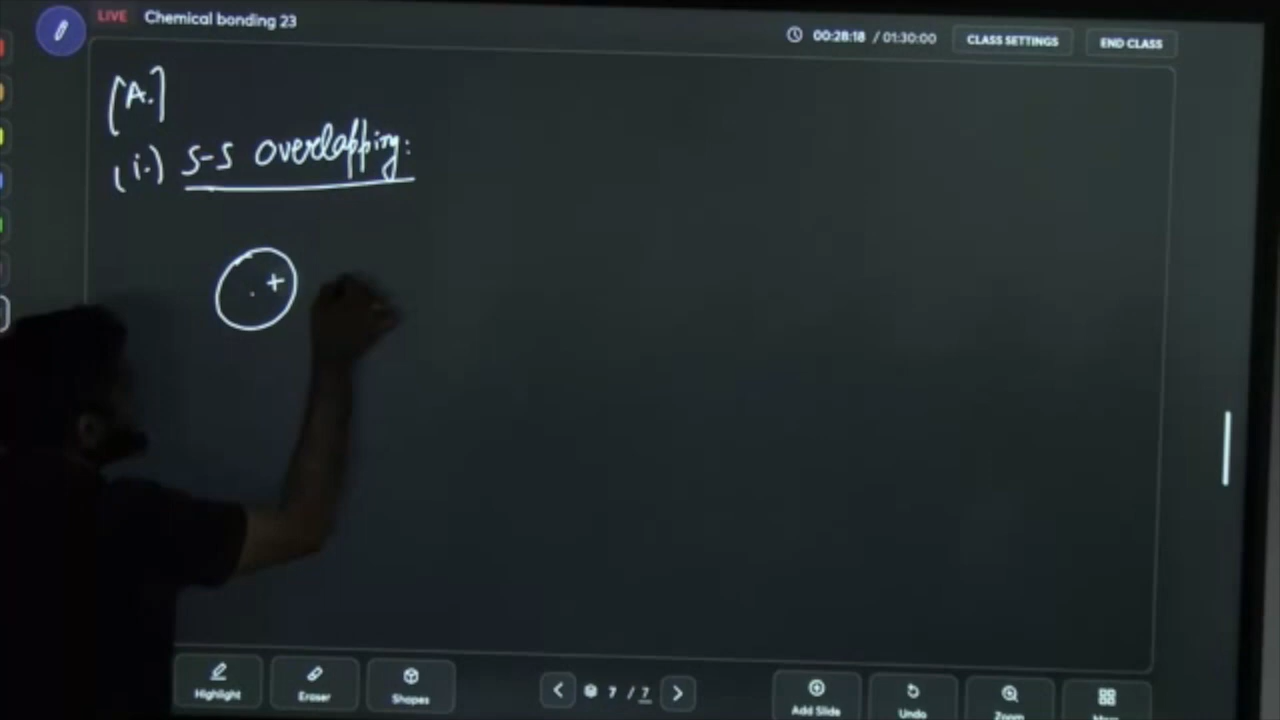 LIVE Chemical bonding 23
00:28:18 / 01:30:00 CLASS SETTINGS END CLASS
[A.]
(i.) S-S overlapping:
+
Highlight Eraser Shapes 7 / 7 Add Slide Undo Zoom